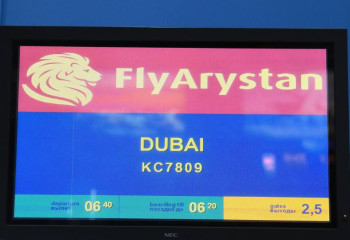 FlyArystan
DUBAI
KC7809
departure
вылет
06 40
boarding till
посадка до
06 20
gates
выходы
2,5
NEC